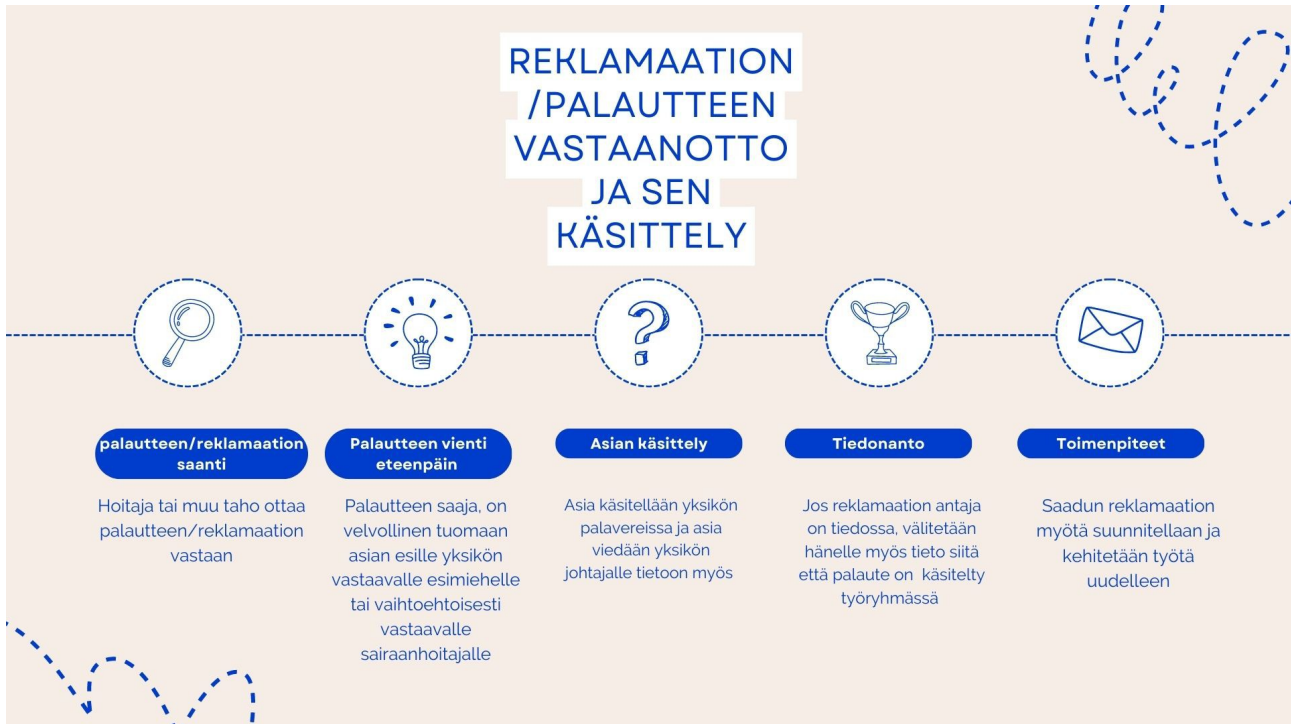 REKLAMAATION
/PALAUTTEEN
VASTAANOTTO
JA SEN
KÄSITTELY
palautteen/reklamaation
saanti
Hoitaja tai muu taho ottaa
palautteen/reklamaation
vastaan
Palautteen vienti
eteenpäin
Palautteen saaja, on
velvollinen tuomaan
asian esille yksikön
vastaavalle esimiehelle
tai vaihtoehtoisesti
vastaavalle
sairaanhoitajalle
Asian käsittely
Asia käsitellään yksikön
palavereissa ja asia
viedään yksikön
johtajalle tietoon myös
Tiedonanto
Jos reklamaation antaja
on tiedossa, välitetään
hänelle myös tieto siitä
että palaute on käsitelty
työryhmässä
Toimenpiteet
Saadun reklamaation
myötä suunnitellaan ja
kehitetään työtä
uudelleen